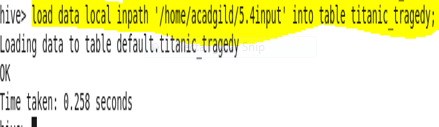 hive> load data local inpath '/home/acadgild/5.4input' into table titanic_tragedy;
Loading data to table default.titanic_tragedy
OK
Time taken: 0.258 seconds
hive>